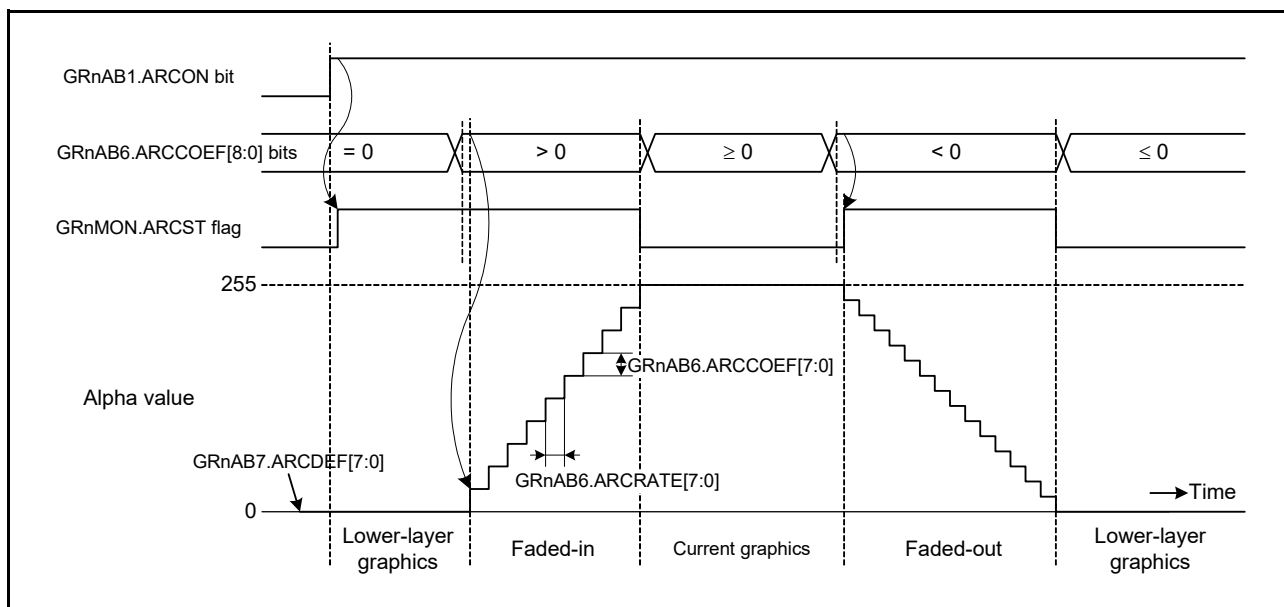 GRnAB1.ARCON bit
GRnAB6.ARCCOEF[8:0] bits
= 0
> 0
≥ 0
< 0
≤ 0
GRnMON.ARCST flag
255
GRnAB6.ARCCOEF[7:0]
Alpha value
GRnAB7.ARCDEF[7:0]
GRnAB6.ARCRATE[7:0]
Time
0
Lower-layer
graphics
Faded-in
Current graphics
Faded-out
Lower-layer
graphics